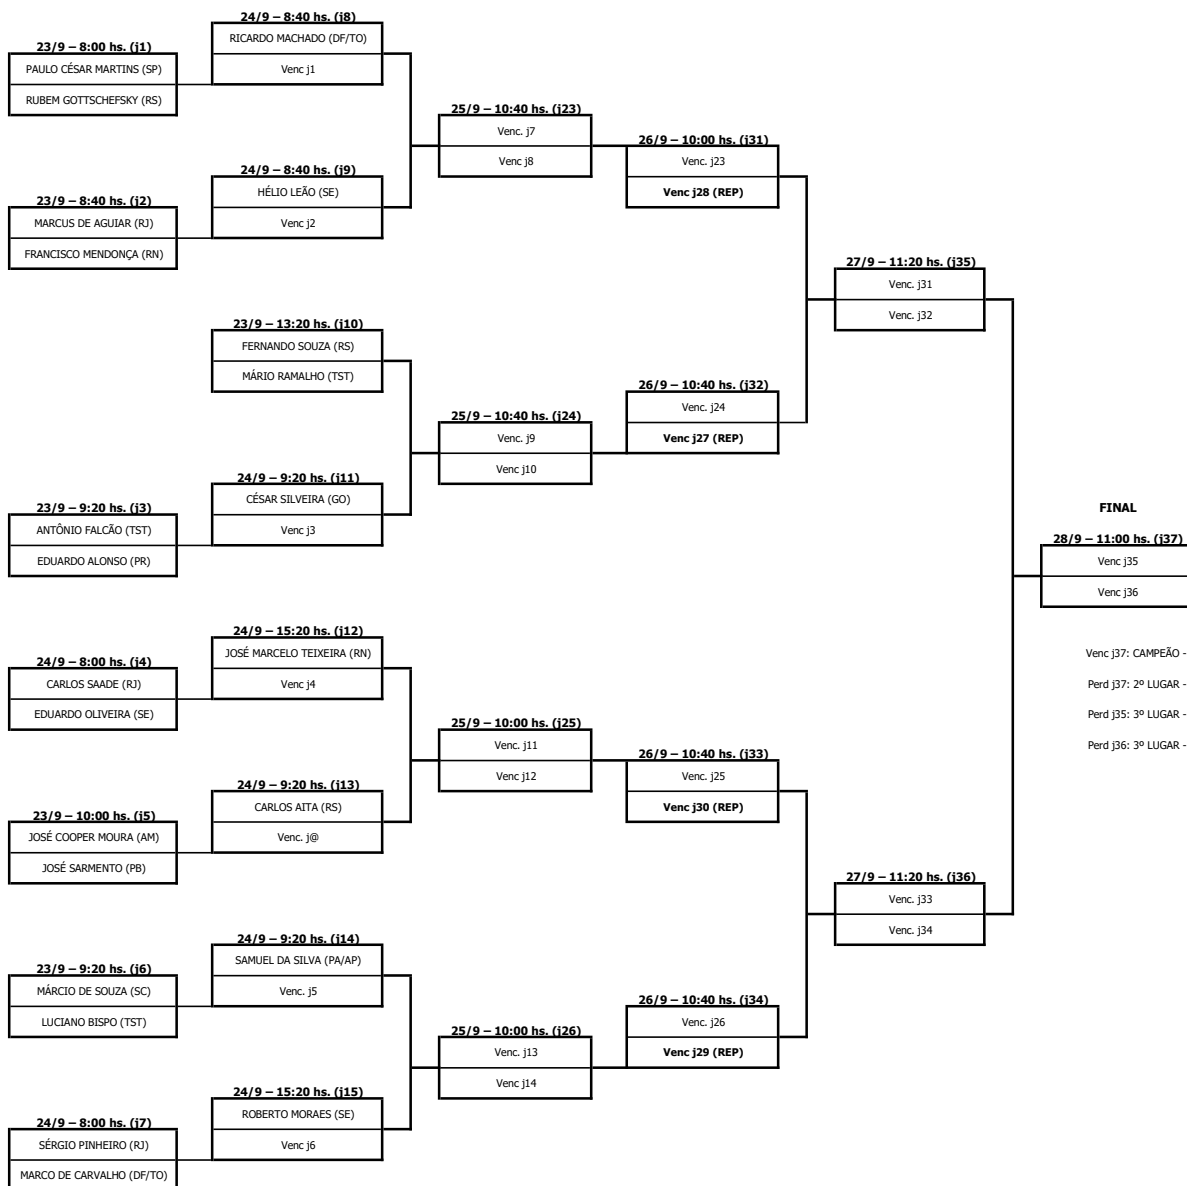 23/9 – 8:00 hs. (j1)
PAULO CÉSAR MARTINS (SP)
RUBEM GOTTSCHEFSKY (RS)
23/9 – 8:40 hs. (j2)
MARCUS DE AGUIAR (RJ)
FRANCISCO MENDONÇA (RN)
23/9 – 9:20 hs. (j3)
ANTÔNIO FALCÃO (TST)
EDUARDO ALONSO (PR)
24/9 – 8:00 hs. (j4)
CARLOS SAADE (RJ)
EDUARDO OLIVEIRA (SE)
23/9 – 10:00 hs. (j5)
JOSÉ COOPER MOURA (AM)
JOSÉ SARMENTO (PB)
23/9 – 9:20 hs. (j6)
MÁRCIO DE SOUZA (SC)
LUCIANO BISPO (TST)
24/9 – 8:00 hs. (j7)
SÉRGIO PINHEIRO (RJ)
MARCO DE CARVALHO (DF/TO)
24/9 – 8:40 hs. (j8)
RICARDO MACHADO (DF/TO)
Venc j1
24/9 – 8:40 hs. (j9)
HÉLIO LEÃO (SE)
Venc j2
23/9 – 13:20 hs. (j10)
FERNANDO SOUZA (RS)
MÁRIO RAMALHO (TST)
24/9 – 9:20 hs. (j11)
CÉSAR SILVEIRA (GO)
Venc j3
24/9 – 15:20 hs. (j12)
JOSÉ MARCELO TEIXEIRA (RN)
Venc j4
24/9 – 9:20 hs. (j13)
CARLOS AITA (RS)
Venc. j@
24/9 – 9:20 hs. (j14)
SAMUEL DA SILVA (PA/AP)
Venc. j5
24/9 – 15:20 hs. (j15)
ROBERTO MORAES (SE)
Venc j6
25/9 – 10:40 hs. (j23)
Venc. j7
Venc j8
25/9 – 10:40 hs. (j24)
Venc. j9
Venc j10
25/9 – 10:00 hs. (j25)
Venc. j11
Venc j12
25/9 – 10:00 hs. (j26)
Venc. j13
Venc j14
26/9 – 10:00 hs. (j31)
Venc. j23
Venc j28 (REP)
26/9 – 10:40 hs. (j32)
Venc. j24
Venc j27 (REP)
26/9 – 10:40 hs. (j33)
Venc. j25
Venc j30 (REP)
26/9 – 10:40 hs. (j34)
Venc. j26
Venc j29 (REP)
27/9 – 11:20 hs. (j35)
Venc. j31
Venc. j32
27/9 – 11:20 hs. (j36)
Venc. j33
Venc. j34
FINAL
28/9 – 11:00 hs. (j37)
Venc j35
Venc j36
Venc j37: CAMPEÃO -
Perd j37: 2º LUGAR -
Perd j35: 3º LUGAR -
Perd j36: 3º LUGAR -